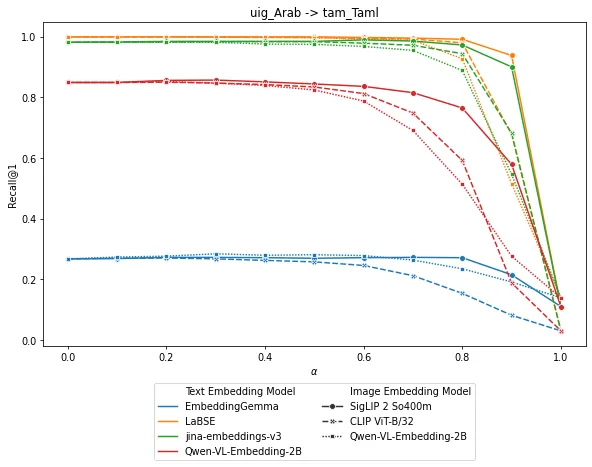 uig_Arab -> tam_Taml
Recall@1
1.0
0.8
0.6
0.4
0.2
0.0
0.0 0.2 0.4 0.6 0.8 1.0
α
Text Embedding Model
EmbeddingGemma
LaBSE
jina-embeddings-v3
Qwen-VL-Embedding-2B
Image Embedding Model
SigLIP 2 So400m
CLIP ViT-B/32
Qwen-VL-Embedding-2B